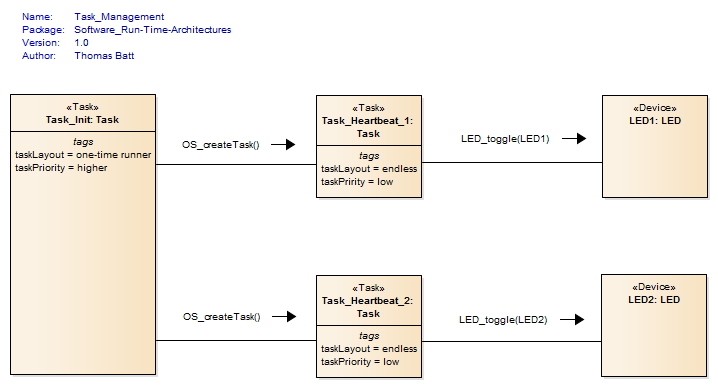 Name: Task_Management
Package: Software_Run-Time-Architectures
Version: 1.0
Author: Thomas Batt
«Task»
Task_Init: Task
tags
taskLayout = one-time runner
taskPriority = higher
OS_createTask()
«Task»
Task_Heartbeat_1:
Task
tags
taskLayout = endless
taskPririty = low
LED_toggle(LED1)
«Device»
LED1: LED
OS_createTask()
«Task»
Task_Heartbeat_2:
Task
tags
taskLayout = endless
taskPriority = low
LED_toggle(LED2)
«Device»
LED2: LED